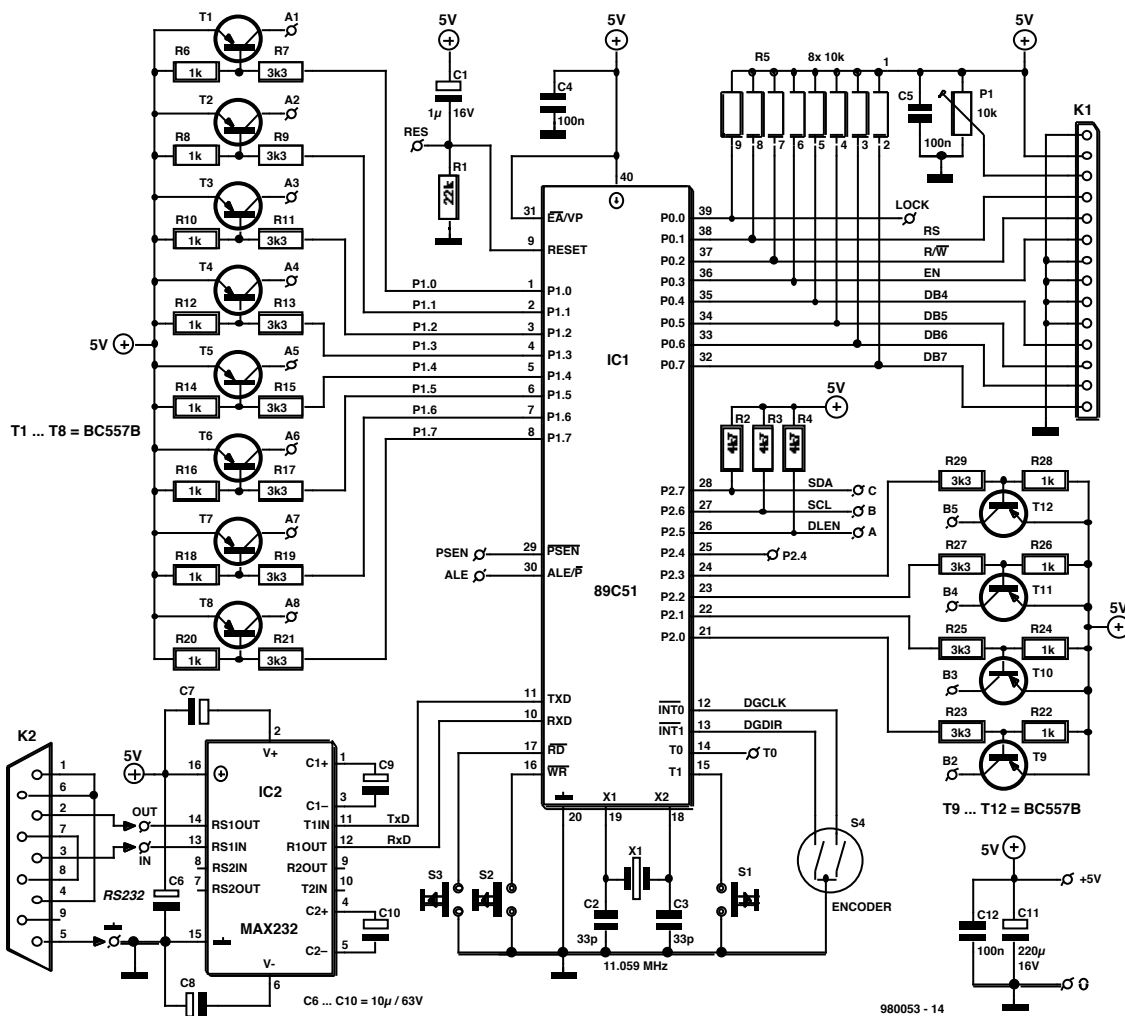 T1
A1
R6
1k
R7
3k3
T2
A2
R8
1k
R9
3k3
T3
A3
R10
1k
R11
3k3
T4
A4
R12
1k
R13
3k3
5V
T5
A5
R14
1k
R15
3k3
T1 ... T8 = BC557B
T6
A6
R16
1k
R17
3k3
T7
A7
R18
1k
R19
3k3
T8
A8
R20
1k
R21
3k3
P1.0
P1.1
P1.2
P1.3
P1.4
P1.5
P1.6
P1.7
5V
C1
1µ
16V
RES
R1
22k
5V
C4
100n
40
31
EA/VP
9
RESET
1
P1.0
2
P1.1
3
P1.2
4
P1.3
5
P1.4
6
P1.5
7
P1.6
8
P1.7
IC1
89C51
PSEN
29
PSEN
ALE
30
ALE/P
11
TXD
10
RXD
17
RD
16
WR
20
X1
19
X2
18
P0.0
39
P0.1
38
P0.2
37
P0.3
36
P0.4
35
P0.5
34
P0.6
33
P0.7
32
LOCK
RS
R/W
EN
DB4
DB5
DB6
DB7
5V
R5
8x 10k
1
9
8
7
6
5
4
3
2
C5
100n
P1
10k
K1
5V
R2
4k7
R3
4k7
R4
4k7
P2.7
28
SDA
C
P2.6
27
SCL
B
P2.5
26
DLEN
A
P2.4
25
P2.4
P2.3
24
P2.2
23
P2.1
22
P2.0
21
INT0
12
DGCLK
INT1
13
DGDIR
T0
14
T0
T1
15
R29
3k3
R28
1k
B5
T12
R27
3k3
R26
1k
B4
T11
R25
3k3
R24
1k
B3
T10
R23
3k3
R22
1k
B2
T9
5V
T9 ... T12 = BC557B
K2
1
6
2
7
3
8
4
9
5
OUT
IN
RS232
5V
C7
C6
C8
2
V+
16
IC2
MAX232
14
RS1OUT
13
RS1IN
8
RS2IN
7
RS2OUT
15
V-
6
C1+
1
C9
C1–
3
T1IN
11
TxD
R1OUT
12
RxD
R2OUT
9
T2IN
10
C2+
4
C10
C2–
5
C6 ... C10 = 10µ / 63V
S3
S2
X1
C2
33p
C3
33p
11.059 MHz
S1
S4
ENCODER
5V
+5V
C12
100n
C11
220µ
16V
0
980053 - 14